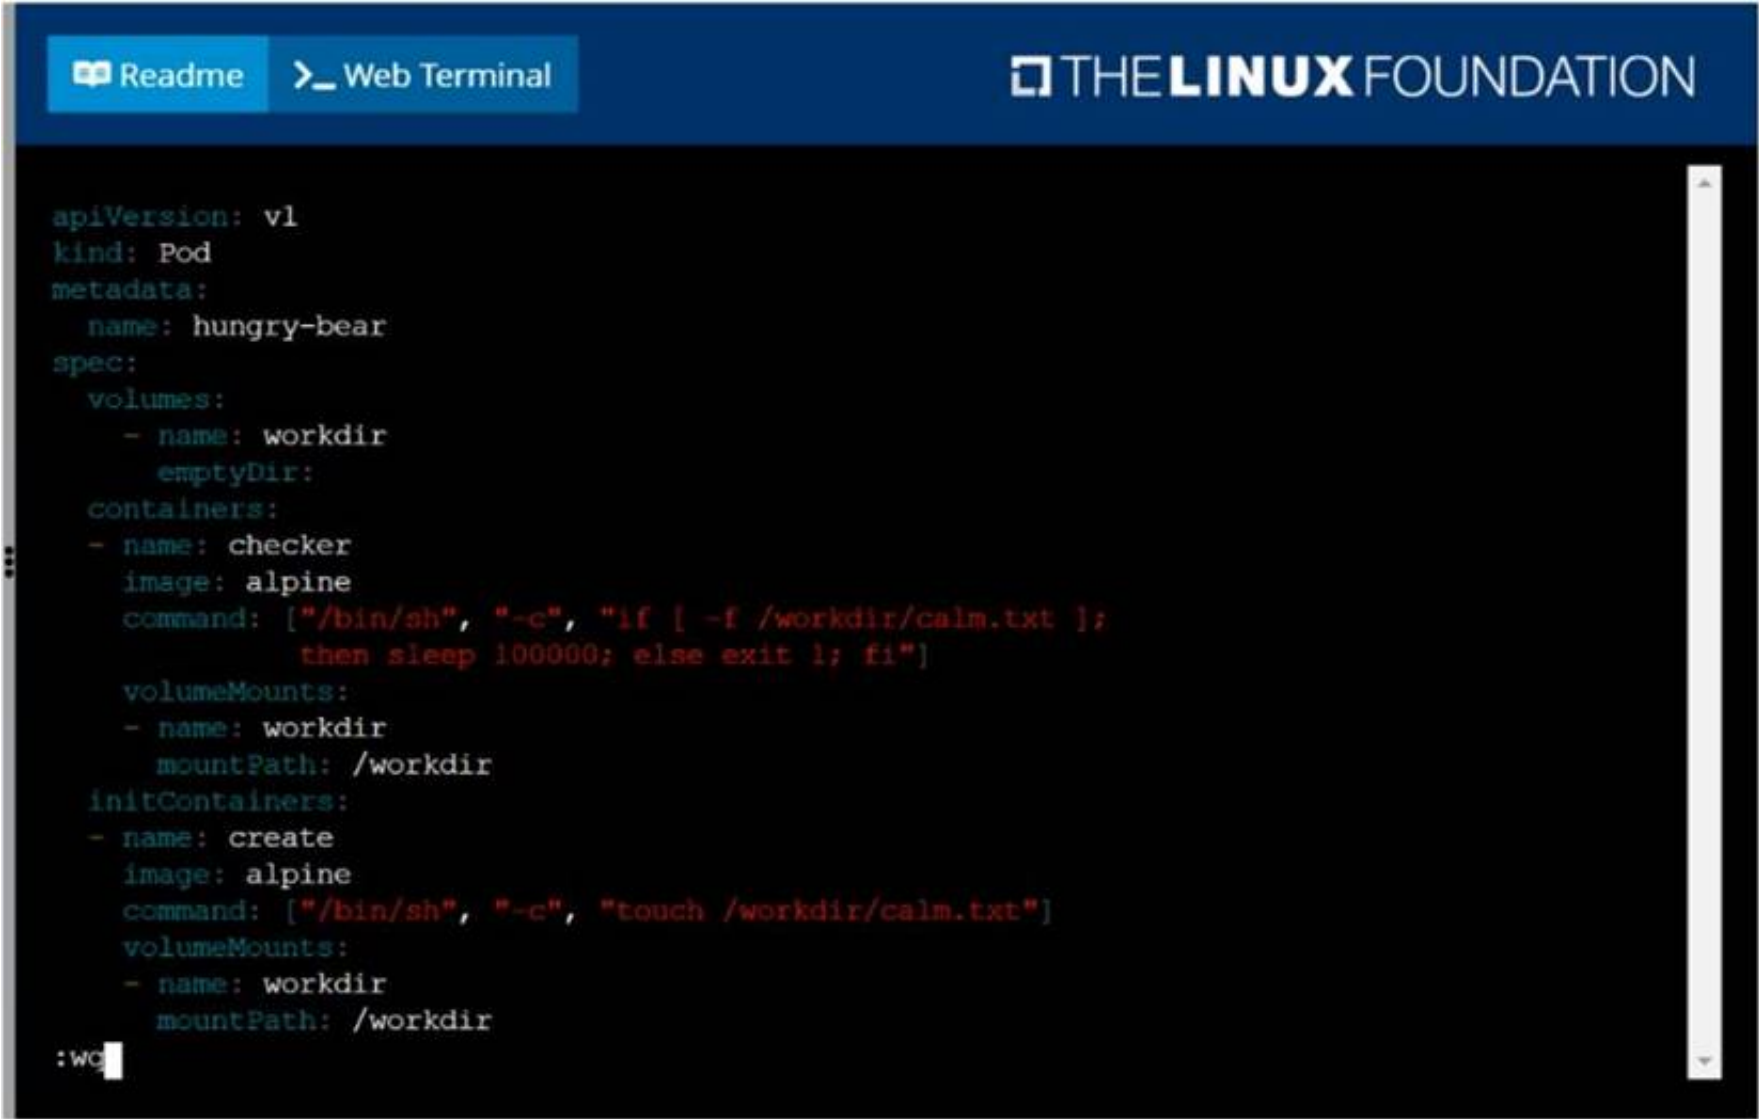 Readme >_ Web Terminal THE LINUX FOUNDATION
apiVersion: v1
kind: Pod
metadata:
  name: hungry-bear
spec:
  volumes:
    - name: workdir
      emptyDir:
  containers:
  - name: checker
    image: alpine
    command: ["/bin/sh", "-c", "if [ -f /workdir/calm.txt ];
              then sleep 100000; else exit 1; fi"]
    volumeMounts:
    - name: workdir
      mountPath: /workdir
  initContainers:
  - name: create
    image: alpine
    command: ["/bin/sh", "-c", "touch /workdir/calm.txt"]
    volumeMounts:
    - name: workdir
      mountPath: /workdir
:wq